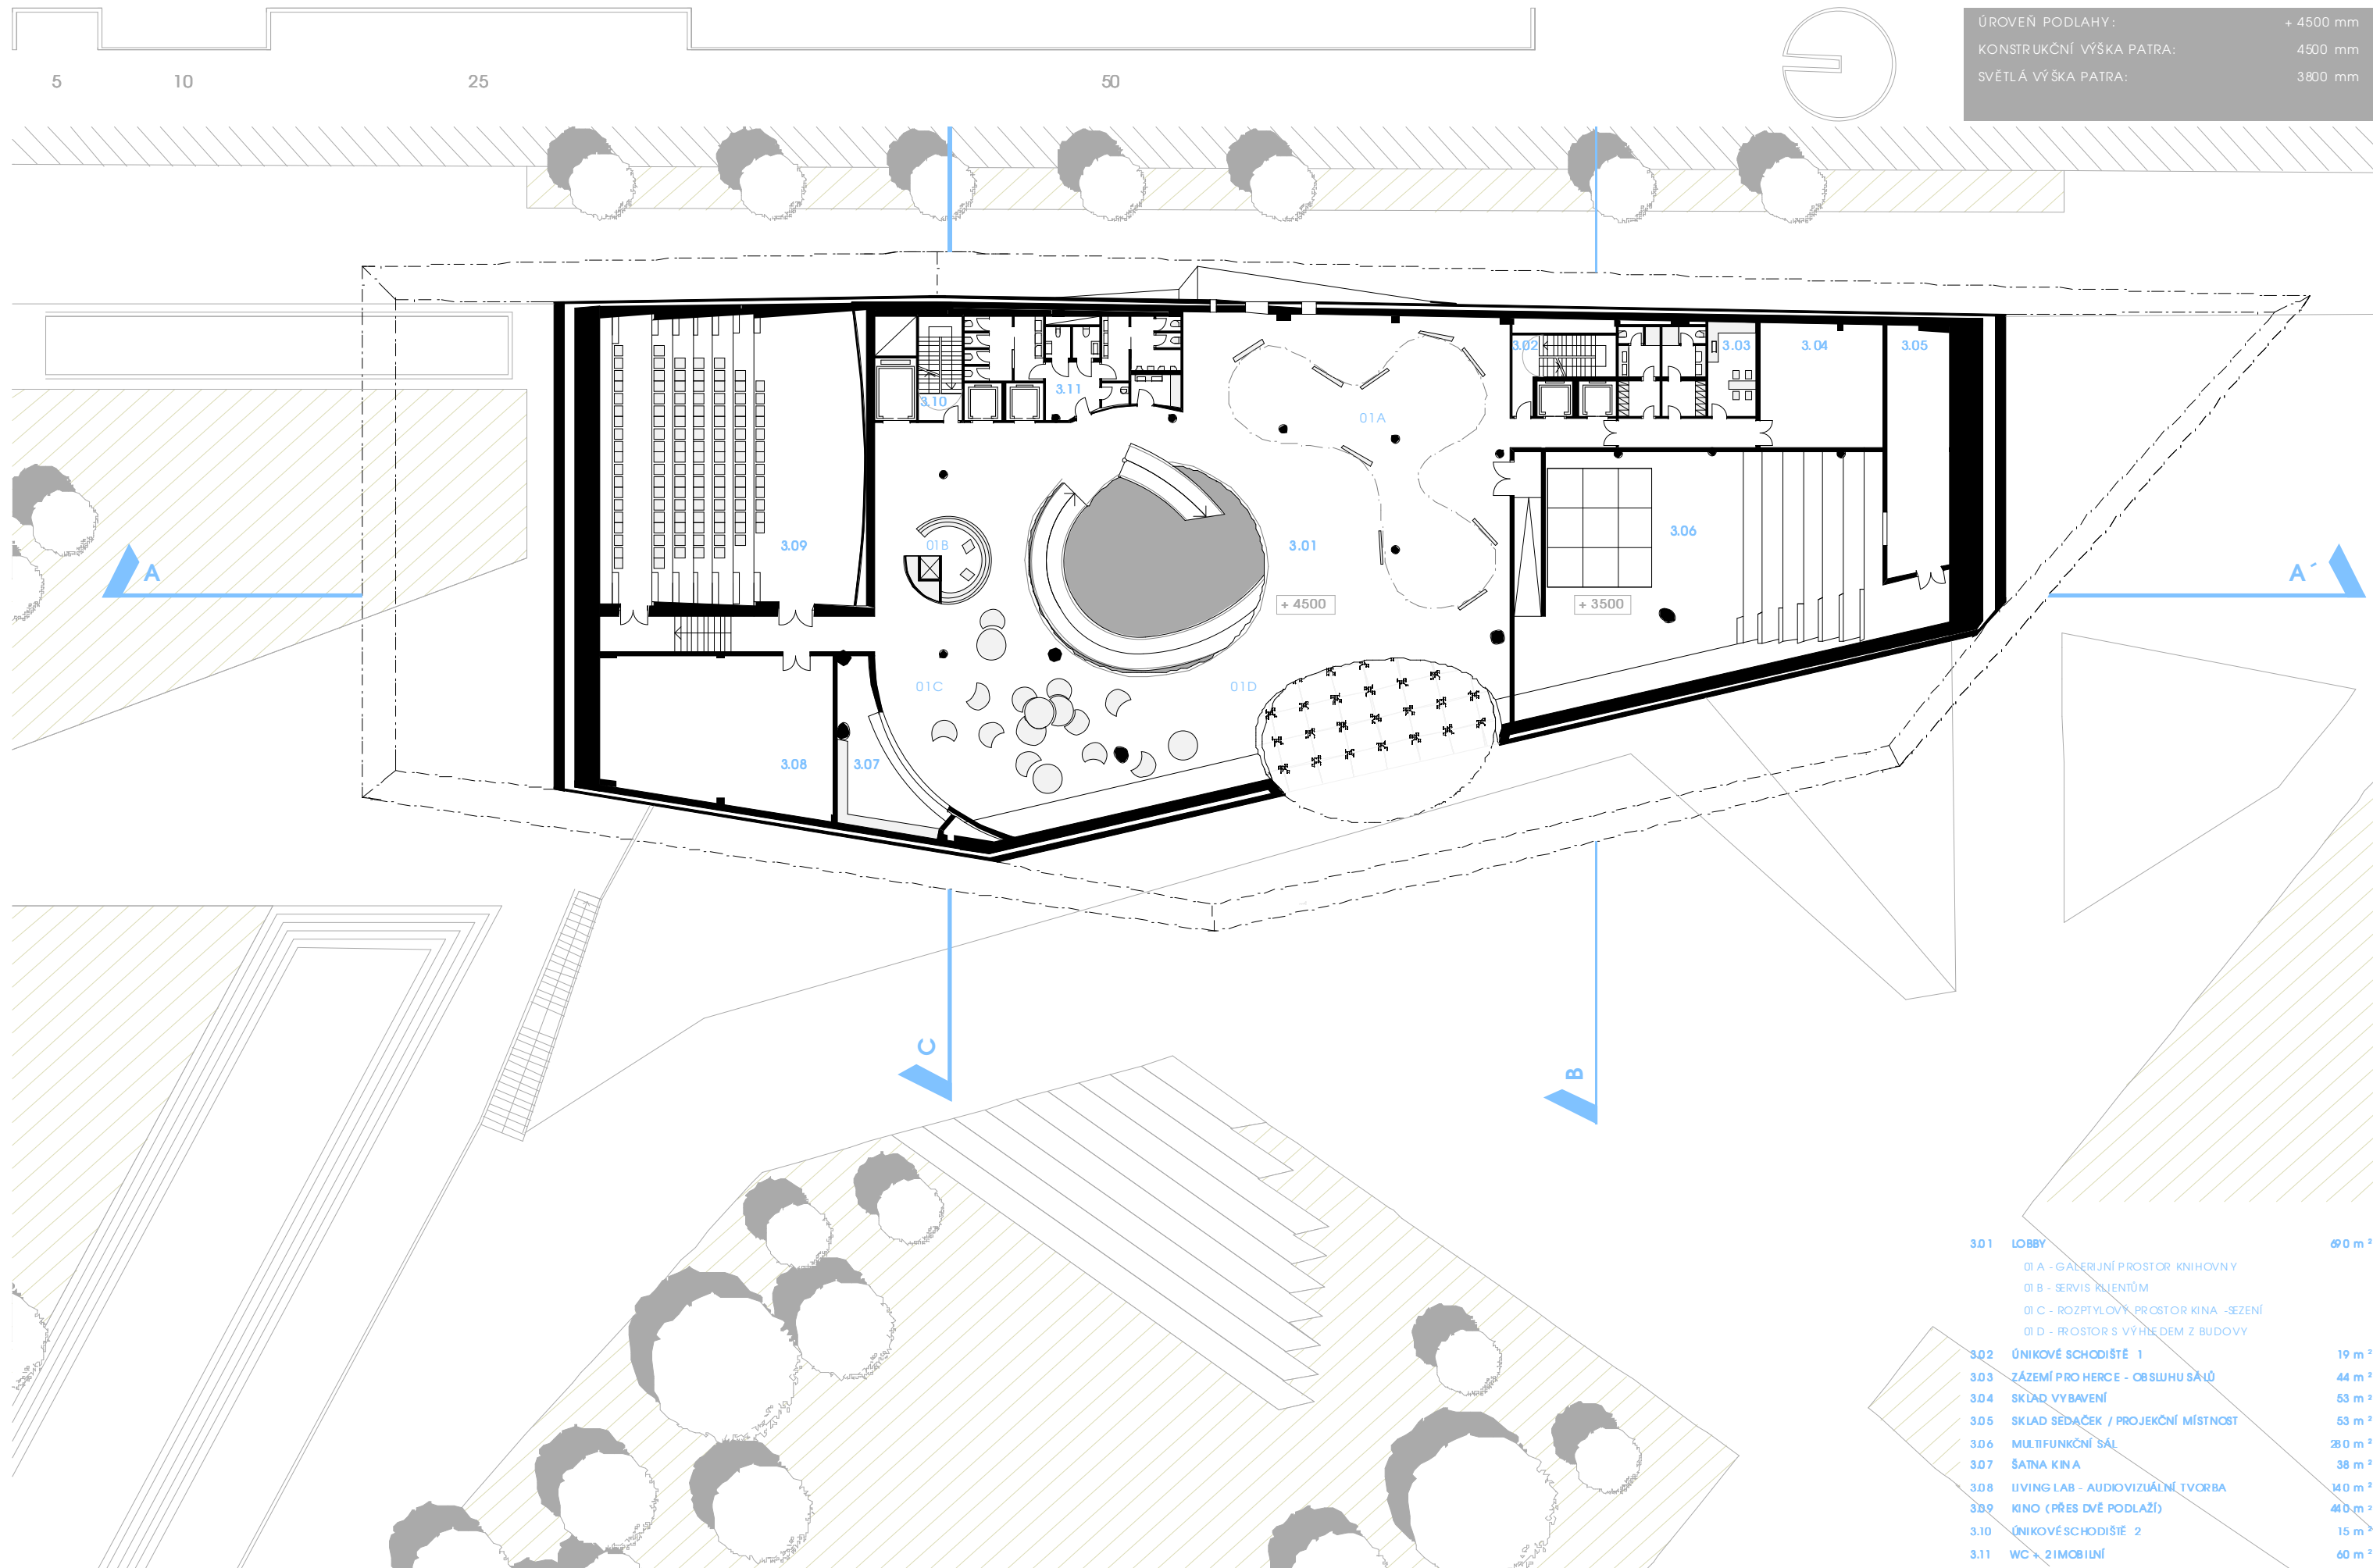 ÚROVEŇ PODLAHY: + 4500 mm
KONSTRUKČNÍ VÝŠKA PATRA: 4500 mm
SVĚTLÁ VÝŠKA PATRA: 3800 mm
5 10 25 50
3.02 3.03 3.04 3.05
3.10 3.11 01A
3.09 01B 3.01 3.06
A A´
+ 4500 + 3500
01C 01D
3.08 3.07
C B
3.01 LOBBY 690 m²
01 A - GALERIJNÍ PROSTOR KNIHOVNY
01 B - SERVIS KLIENTŮM
01 C - ROZPTYLOVÝ PROSTOR KINA -SEZENÍ
01 D - PROSTOR S VÝHLEDEM Z BUDOVY
3.02 ÚNIKOVÉ SCHODIŠTĚ 1 19 m²
3.03 ZÁZEMÍ PRO HERCE - OBSLUHU SÁLŮ 44 m²
3.04 SKLAD VYBAVENÍ 53 m²
3.05 SKLAD SEDAČEK / PROJEKČNÍ MÍSTNOST 53 m²
3.06 MULTIFUNKČNÍ SÁL 280 m²
3.07 ŠATNA KINA 38 m²
3.08 LIVING LAB - AUDIOVIZUÁLNÍ TVORBA 140 m²
3.09 KINO (PŘES DVĚ PODLAŽÍ) 440 m²
3.10 ÚNIKOVÉ SCHODIŠTĚ 2 15 m²
3.11 WC + 2 IMOBILNÍ 60 m²